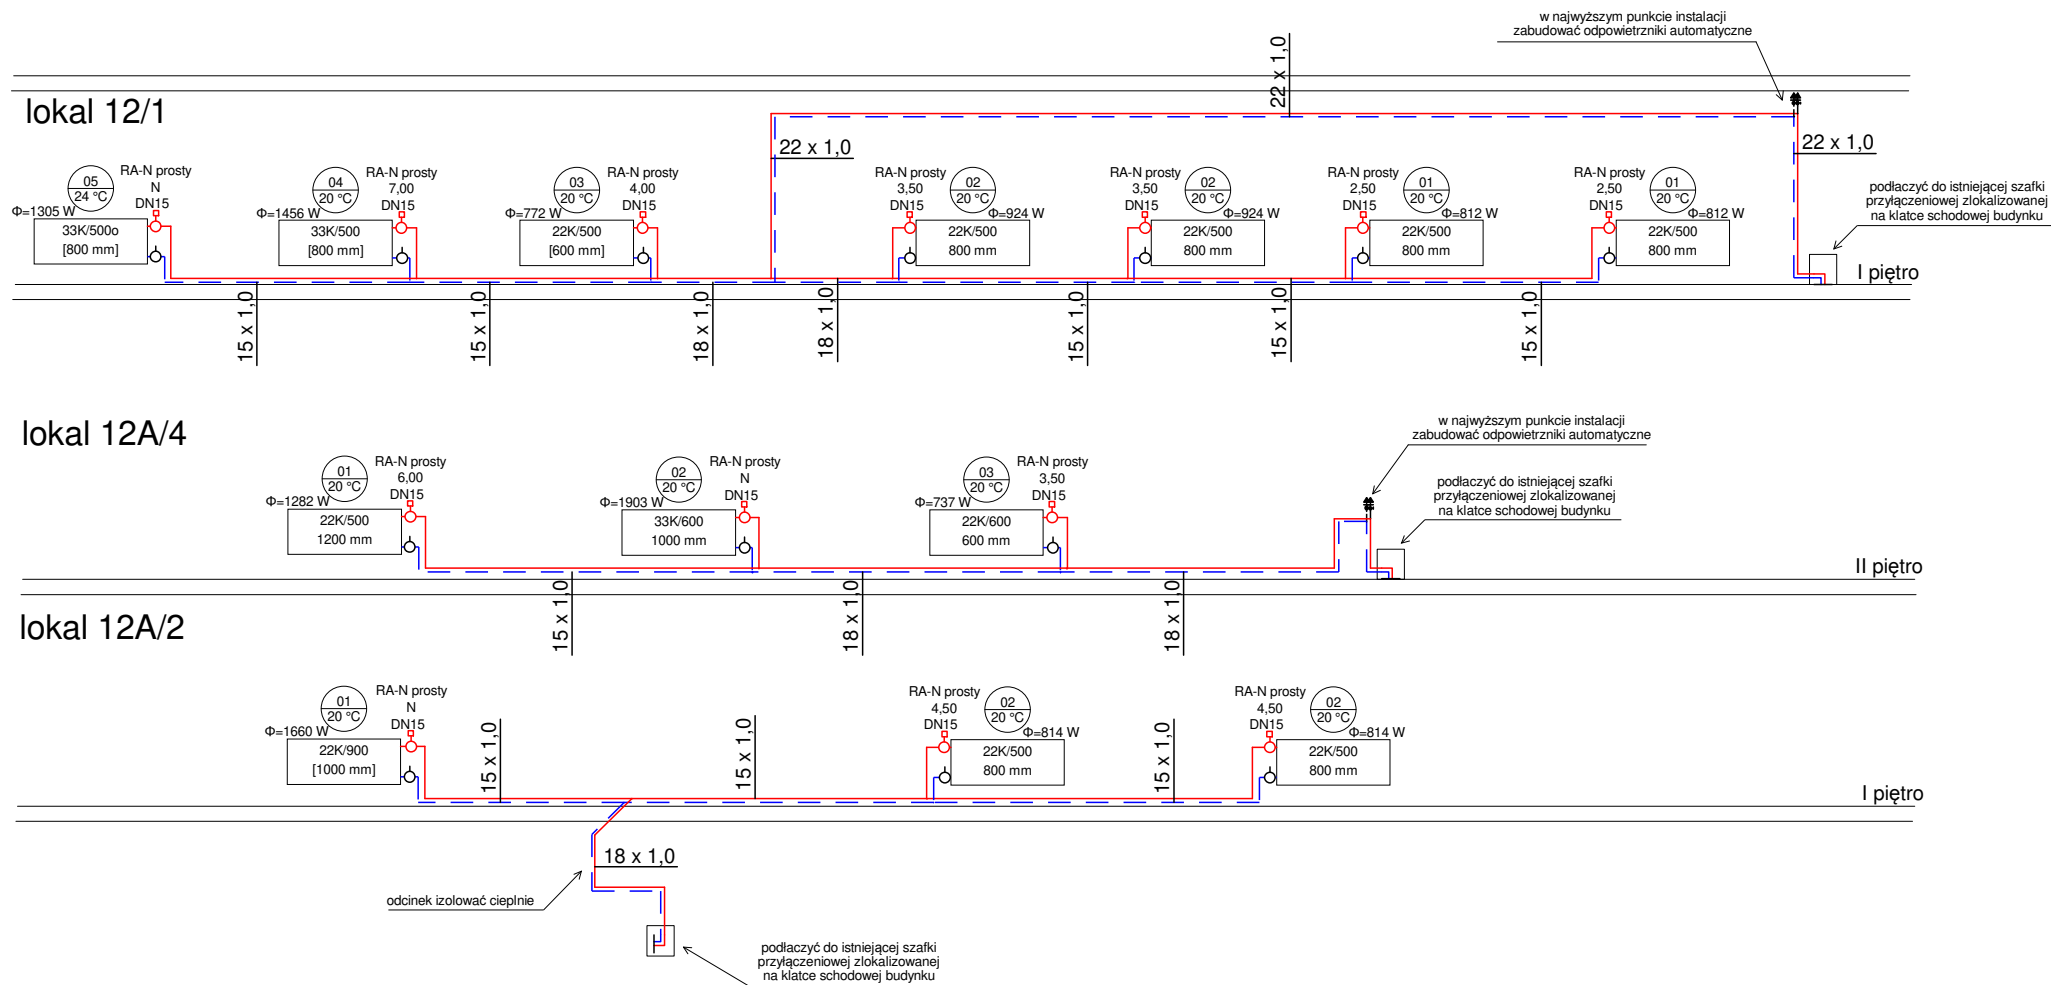 w najwyższym punkcie instalacji
zabudować odpowietrzniki automatyczne
22 x 1,0
lokal 12/1
22 x 1,0
22 x 1,0
05
24 °C
RA-N prosty
N
DN15
Φ=1305 W
33K/500o
[800 mm]
04
20 °C
RA-N prosty
7,00
DN15
Φ=1456 W
33K/500
[800 mm]
03
20 °C
RA-N prosty
4,00
DN15
Φ=772 W
22K/500
[600 mm]
RA-N prosty
3,50
DN15
02
20 °C
Φ=924 W
22K/500
800 mm
RA-N prosty
3,50
DN15
02
20 °C
Φ=924 W
22K/500
800 mm
RA-N prosty
2,50
DN15
01
20 °C
Φ=812 W
22K/500
800 mm
RA-N prosty
2,50
DN15
01
20 °C
Φ=812 W
22K/500
800 mm
podłaczyć do istniejącej szafki
przyłączeniowej zlokalizowanej
na klatce schodowej budynku
I piętro
15 x 1,0
15 x 1,0
18 x 1,0
18 x 1,0
15 x 1,0
15 x 1,0
15 x 1,0
lokal 12A/4
w najwyższym punkcie instalacji
zabudować odpowietrzniki automatyczne
01
20 °C
RA-N prosty
6,00
DN15
Φ=1282 W
22K/500
1200 mm
02
20 °C
RA-N prosty
N
DN15
Φ=1903 W
33K/600
1000 mm
03
20 °C
RA-N prosty
3,50
DN15
Φ=737 W
22K/600
600 mm
podłaczyć do istniejącej szafki
przyłączeniowej zlokalizowanej
na klatce schodowej budynku
II piętro
15 x 1,0
18 x 1,0
18 x 1,0
lokal 12A/2
01
20 °C
RA-N prosty
N
DN15
Φ=1660 W
22K/900
[1000 mm]
15 x 1,0
15 x 1,0
RA-N prosty
4,50
DN15
02
20 °C
Φ=814 W
22K/500
800 mm
15 x 1,0
RA-N prosty
4,50
DN15
02
20 °C
Φ=814 W
22K/500
800 mm
I piętro
18 x 1,0
odcinek izolować cieplnie
podłaczyć do istniejącej szafki
przyłączeniowej zlokalizowanej
na klatce schodowej budynku